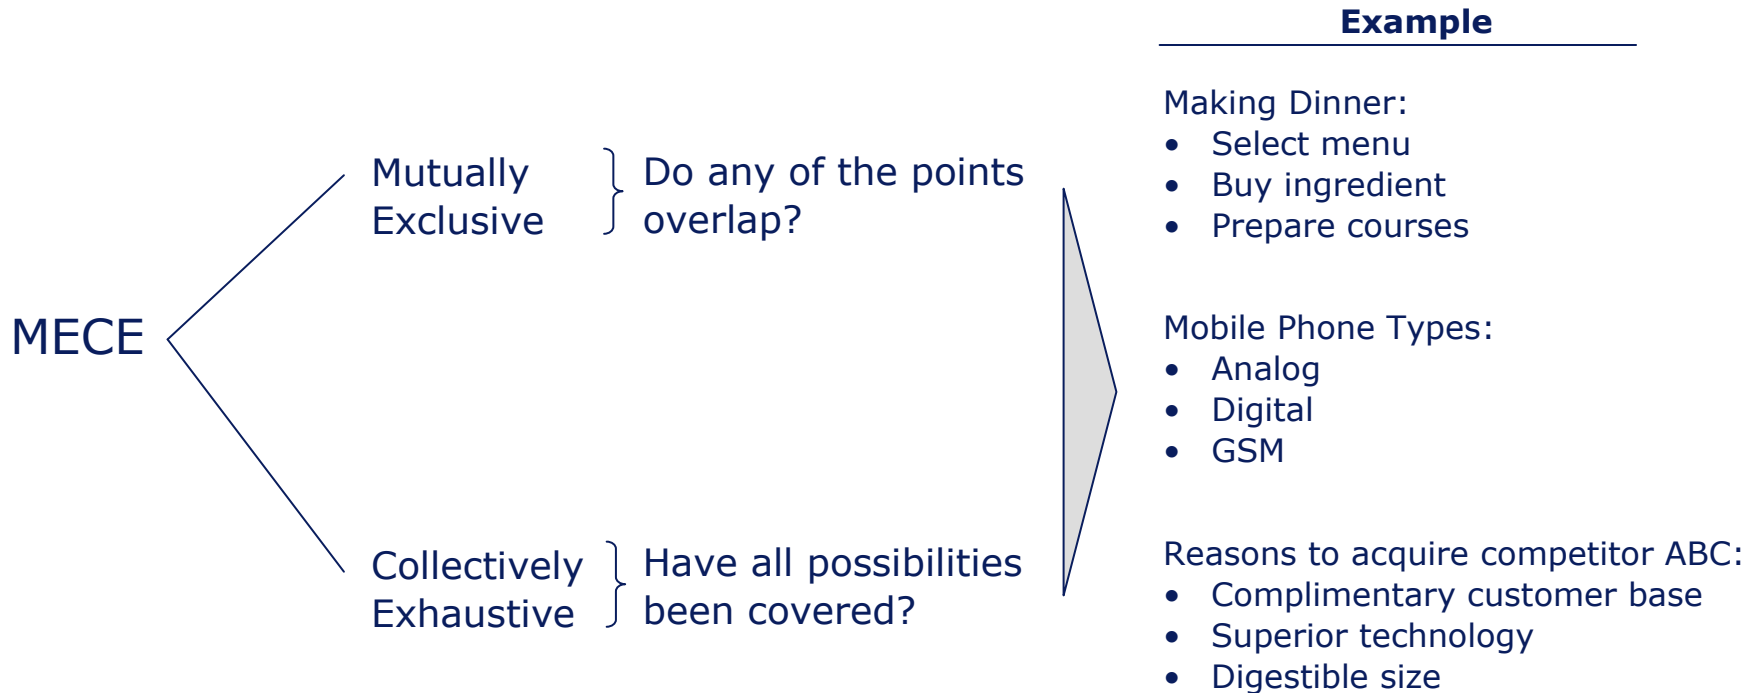 Example
MECE
Mutually
Exclusive
Do any of the points
overlap?
Collectively
Exhaustive
Have all possibilities
been covered?
Making Dinner:
• Select menu
• Buy ingredient
• Prepare courses
Mobile Phone Types:
• Analog
• Digital
• GSM
Reasons to acquire competitor ABC:
• Complimentary customer base
• Superior technology
• Digestible size